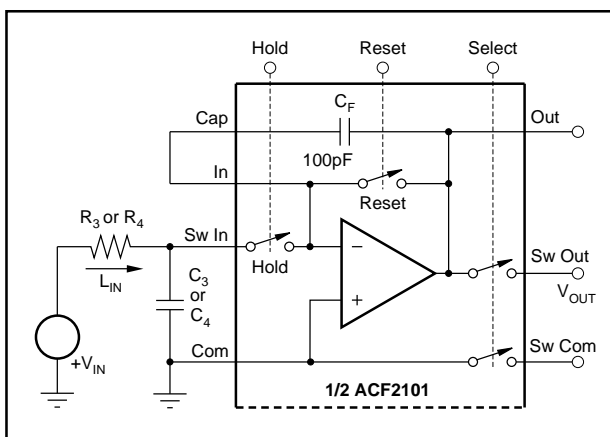 Hold Reset Select
Cap C_F Out
100pF
In
Reset
R_3 or R_4
Sw In
Hold
Sw Out
L_IN
C_3
or
C_4
−
+
V_OUT
+V_IN
Com
Sw Com
1/2 ACF2101